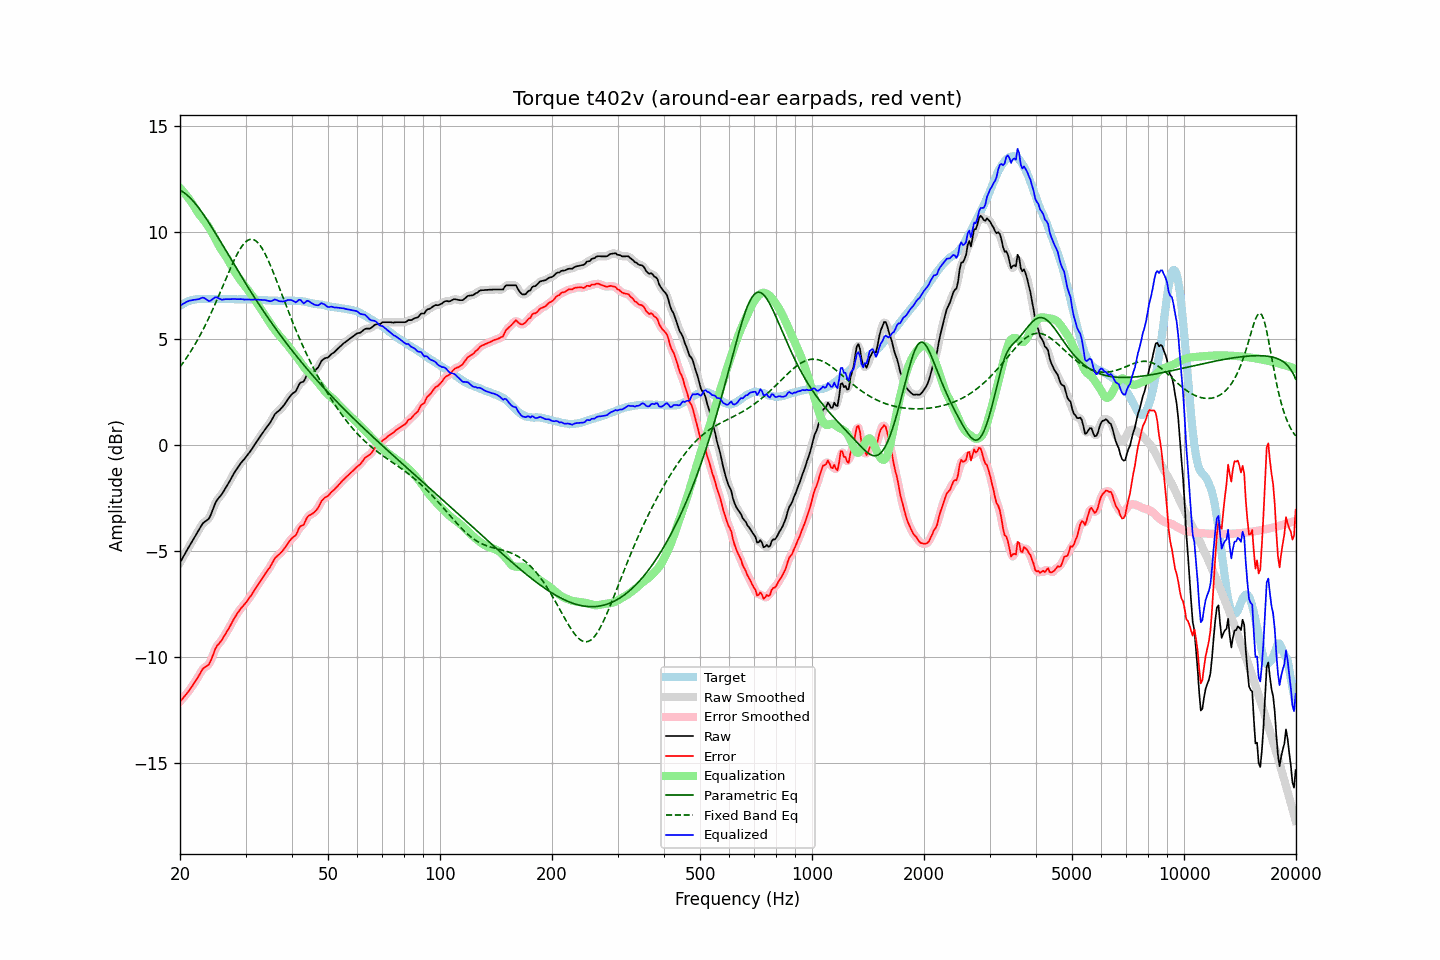 Torque t402v (around-ear earpads, red vent)
15
10
5
0
−5
−10
−15
Amplitude (dBr)
Target
Raw Smoothed
Error Smoothed
Raw
Error
Equalization
Parametric Eq
Fixed Band Eq
Equalized
20 50 100 200 500 1000 2000 5000 10000 20000
Frequency (Hz)